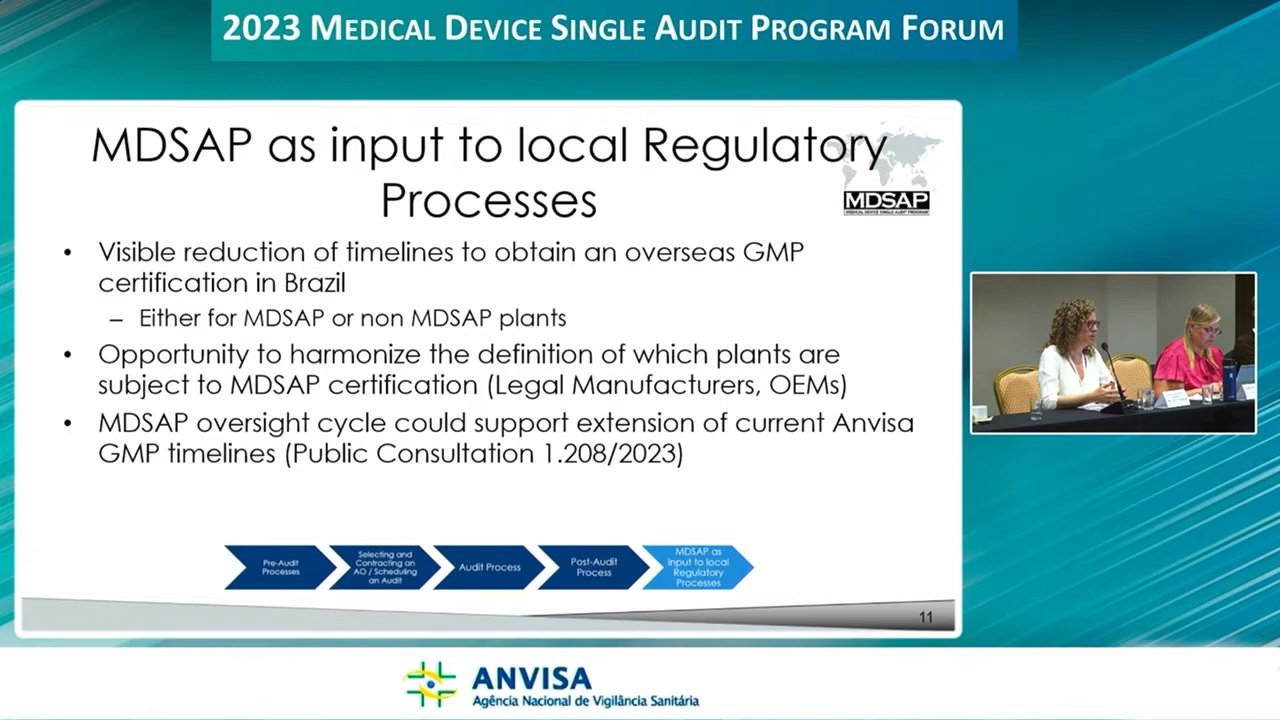 2023 MEDICAL DEVICE SINGLE AUDIT PROGRAM FORUM
MDSAP as input to local Regulatory
Processes
MDSAP
MEDICAL DEVICE SINGLE AUDIT PROGRAM
• Visible reduction of timelines to obtain an overseas GMP
certification in Brazil
– Either for MDSAP or non MDSAP plants
• Opportunity to harmonize the definition of which plants are
subject to MDSAP certification (Legal Manufacturers, OEMs)
• MDSAP oversight cycle could support extension of current Anvisa
GMP timelines (Public Consultation 1.208/2023)
Pre-Audit
Processes
Selecting and
Contracting an
AO / Scheduling
an Audit
Audit Process
Post-Audit
Process
MDSAP as
input to local
Regulatory
Processes
11
ANVISA
Agência Nacional de Vigilância Sanitária